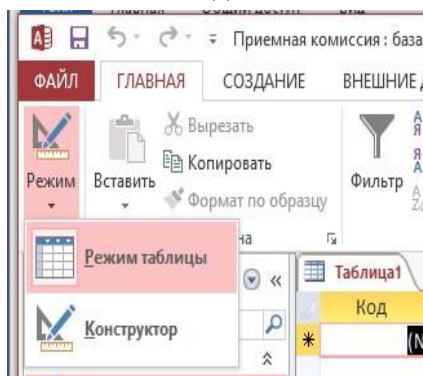 Приемная комиссия : база
ФАЙЛ ГЛАВНАЯ СОЗДАНИЕ ВНЕШНИЕ
Вырезать
Копировать
Режим Вставить Фильтр
Формат по образцу
на
Режим таблицы
Таблица1
Код
Конструктор
* (N